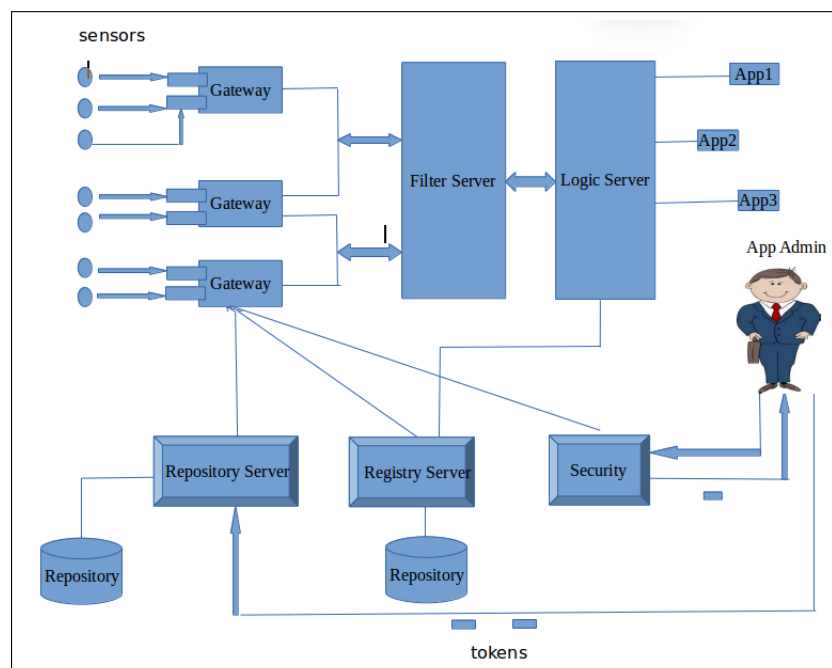 sensors
Gateway
Filter Server
Logic Server
App1
App2
App3
Gateway
Gateway
App Admin
Repository Server
Registry Server
Security
Repository
Repository
tokens